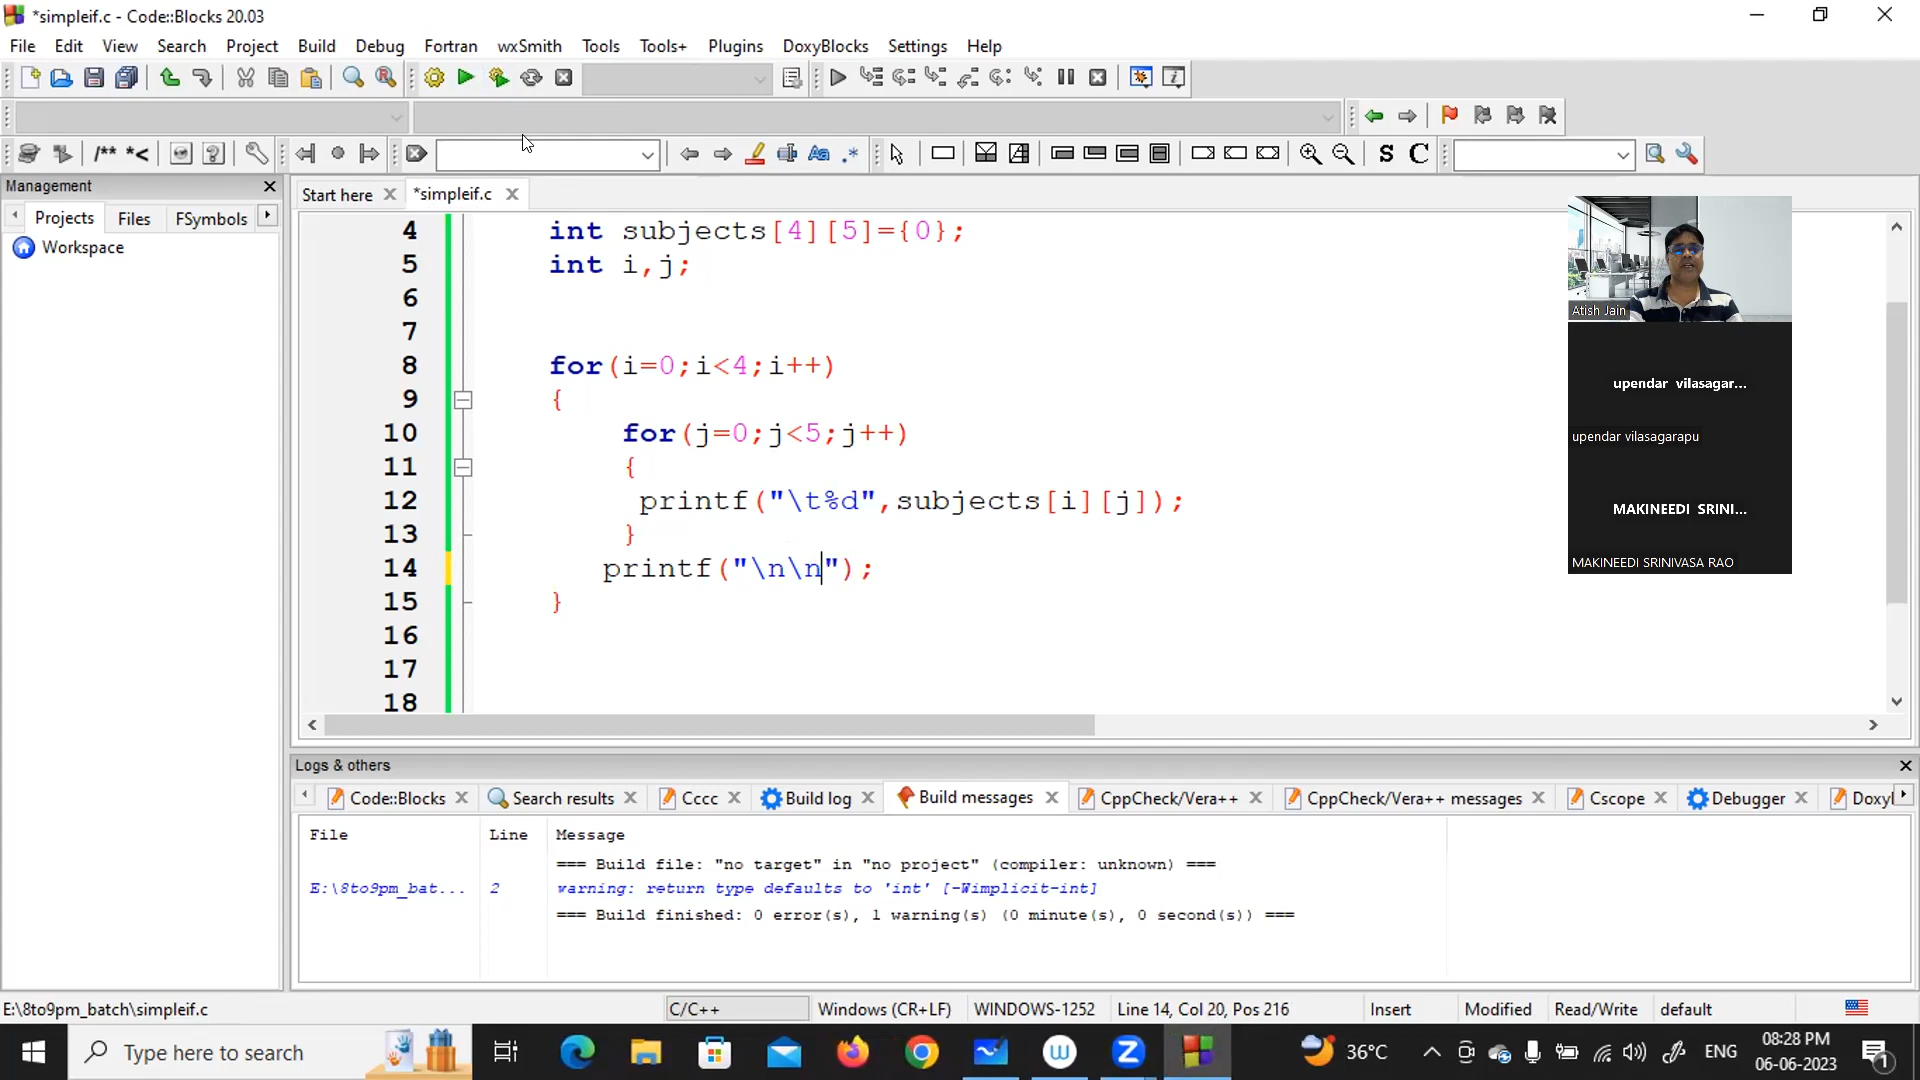 *simpleif.c - Code::Blocks 20.03
File Edit View Search Project Build Debug Fortran wxSmith Tools Tools+ Plugins DoxyBlocks Settings Help
/** *<
Aa .*
S C
Management
Projects Files FSymbols
Workspace
Start here *simpleif.c
4 int subjects[4][5]={0};
5 int i,j;
6
7
8 for(i=0;i<4;i++)
9 {
10 for(j=0;j<5;j++)
11 {
12 printf("\t%d",subjects[i][j]);
13 }
14 printf("\n\n");
15 }
16
17
18
Atish Jain
upendar vilasagar...
upendar vilasagarapu
MAKINEEDI SRINI...
MAKINEEDI SRINIVASA RAO
Logs & others
Code::Blocks Search results Cccc Build log Build messages CppCheck/Vera++ CppCheck/Vera++ messages Cscope Debugger Doxyl
File Line Message
=== Build file: "no target" in "no project" (compiler: unknown) ===
E:\8to9pm_bat... 2 warning: return type defaults to 'int' [-Wimplicit-int]
=== Build finished: 0 error(s), 1 warning(s) (0 minute(s), 0 second(s)) ===
E:\8to9pm_batch\simpleif.c C/C++ Windows (CR+LF) WINDOWS-1252 Line 14, Col 20, Pos 216 Insert Modified Read/Write default
Type here to search
36°C ENG
08:28 PM
06-06-2023
1